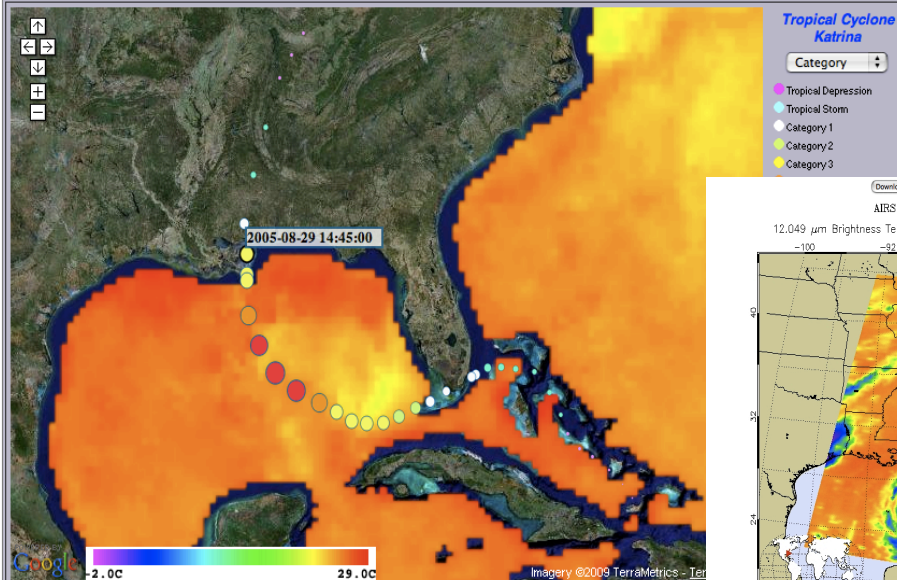 Tropical Cyclone
Katrina
Category
Tropical Depression
Tropical Storm
Category 1
Category 2
Category 3
2005-08-29 14:45:00
AIRS
12.049 µm Brightness
-100
-92
40
32
24
Google
-2.0C
29.0C
Imagery ©2009 TerraMetrics -